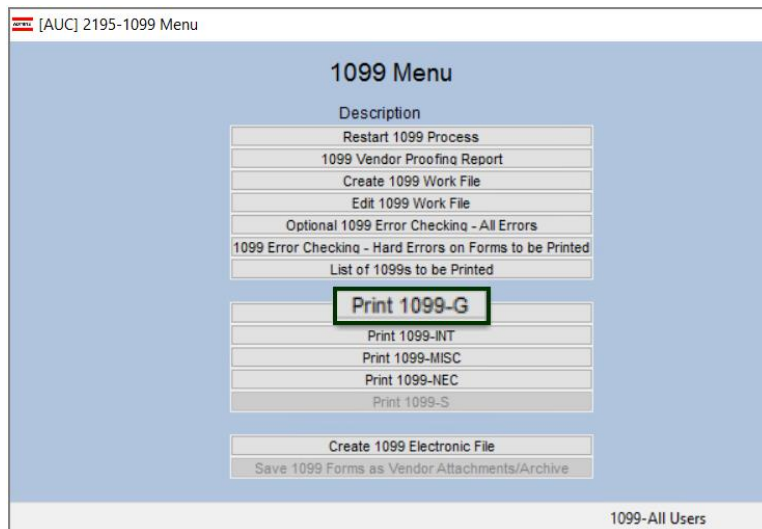 [AUC] 2195-1099 Menu
1099 Menu
Description
Restart 1099 Process
1099 Vendor Proofing Report
Create 1099 Work File
Edit 1099 Work File
Optional 1099 Error Checking - All Errors
1099 Error Checking - Hard Errors on Forms to be Printed
List of 1099s to be Printed
Print 1099-G
Print 1099-INT
Print 1099-MISC
Print 1099-NEC
Print 1099-S
Create 1099 Electronic File
Save 1099 Forms as Vendor Attachments/Archive
1099-All Users